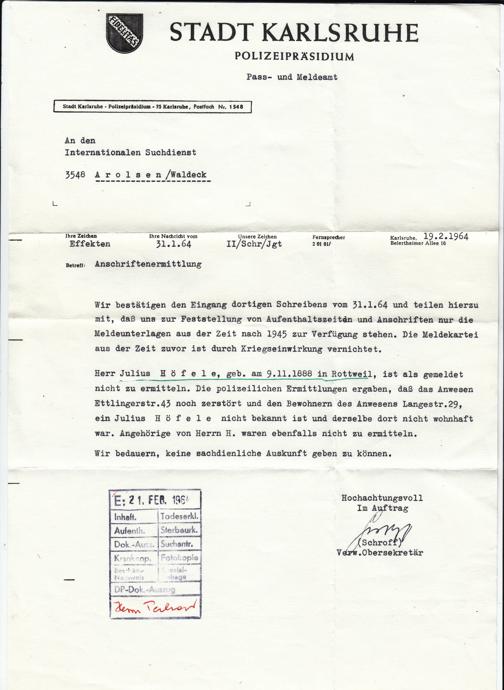 FIDELITAS
STADT KARLSRUHE
POLIZEIPRÄSIDIUM
Pass- und Meldeamt
Stadt Karlsruhe - Polizeipräsidium - 75 Karlsruhe, Postfach Nr. 1548
An den
Internationalen Suchdienst
3548 A r o l s e n /Waldeck
Ihre Zeichen Ihre Nachricht vom Unsere Zeichen Fernsprecher Karlsruhe, 19.2.1964
Effekten 31.1.64 II/Schr/Jgt 2 01 81/ Beiertheimer Allee 16
Betreff: Anschriftenermittlung
Wir bestätigen den Eingang dortigen Schreibens vom 31.1.64 und teilen hierzu
mit, daß uns zur Feststellung von Aufenthaltszeiten und Anschriften nur die
Meldeunterlagen aus der Zeit nach 1945 zur Verfügung stehen. Die Meldekartei
aus der Zeit zuvor ist durch Kriegseinwirkung vernichtet.
Herr Julius H ö f e l e, geb. am 9.11.1888 in Rottweil, ist als gemeldet
nicht zu ermitteln. Die polizeilichen Ermittlungen ergaben, daß das Anwesen
Ettlingerstr.43 noch zerstört und den Bewohnern des Anwesens Langestr.29,
ein Julius H ö f e l e nicht bekannt ist und derselbe dort nicht wohnhaft
war. Angehörige von Herrn H. waren ebenfalls nicht zu ermitteln.
Wir bedauern, keine sachdienliche Auskunft geben zu können.
Hochachtungsvoll
Im Auftrag
(Schroff)
Verw.Obersekretär
E: 21. FEB. 196
Inhaft. Todeserkl.
Aufenth. Sterbeurk.
Dok.-Ausz. Suchantr.
Krankenp. Fotokopie
DP-Dok.-Auszug
Herrn